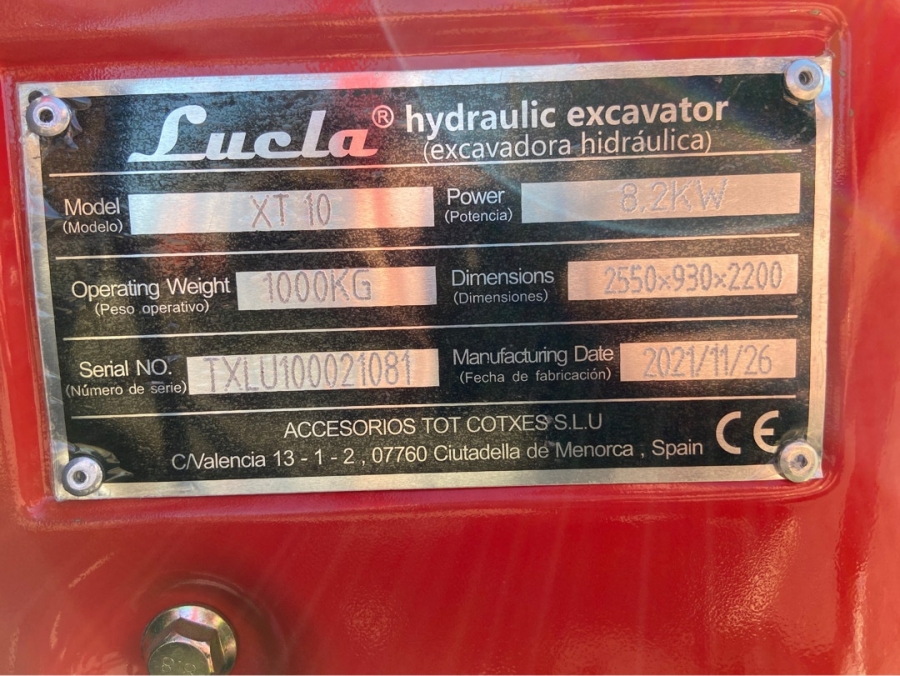 Lucla® hydraulic excavator
(excavadora hidráulica)
Model XT 10 Power 8.2KW
(Modelo) (Potencia)
Operating Weight 1000KG Dimensions 2550×930×2200
(Peso operativo) (Dimensiones)
Serial NO. TXLU100021081 Manufacturing Date 2021/11/26
(Número de serie) (Fecha de fabricación)
ACCESORIOS TOT COTXES S.L.U
C/Valencia 13 - 1 - 2 , 07760 Ciutadella de Menorca , Spain CE
8.8